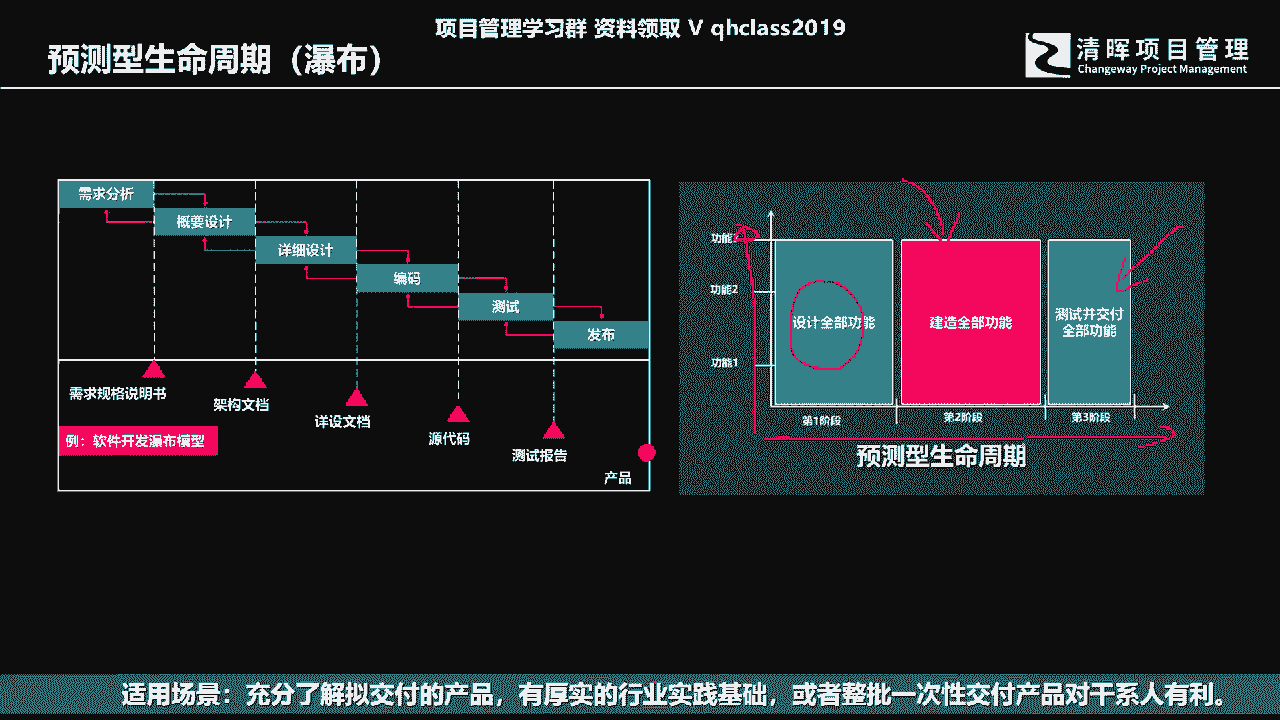 项目管理学习群 资料领取 V qhclass2019
预测型生命周期（瀑布）
清晖项目管理
Changeway Project Management
需求分析
概要设计
详细设计
编码
测试
发布
需求规格说明书
架构文档
详设文档
源代码
测试报告
产品
例：软件开发瀑布模型
功能
功能2
功能1
设计全部功能
建造全部功能
测试并交付
全部功能
第1阶段
第2阶段
第3阶段
预测型生命周期
适用场景：充分了解拟交付的产品，有厚实的行业实践基础，或者整批一次性交付产品对干系人有利。